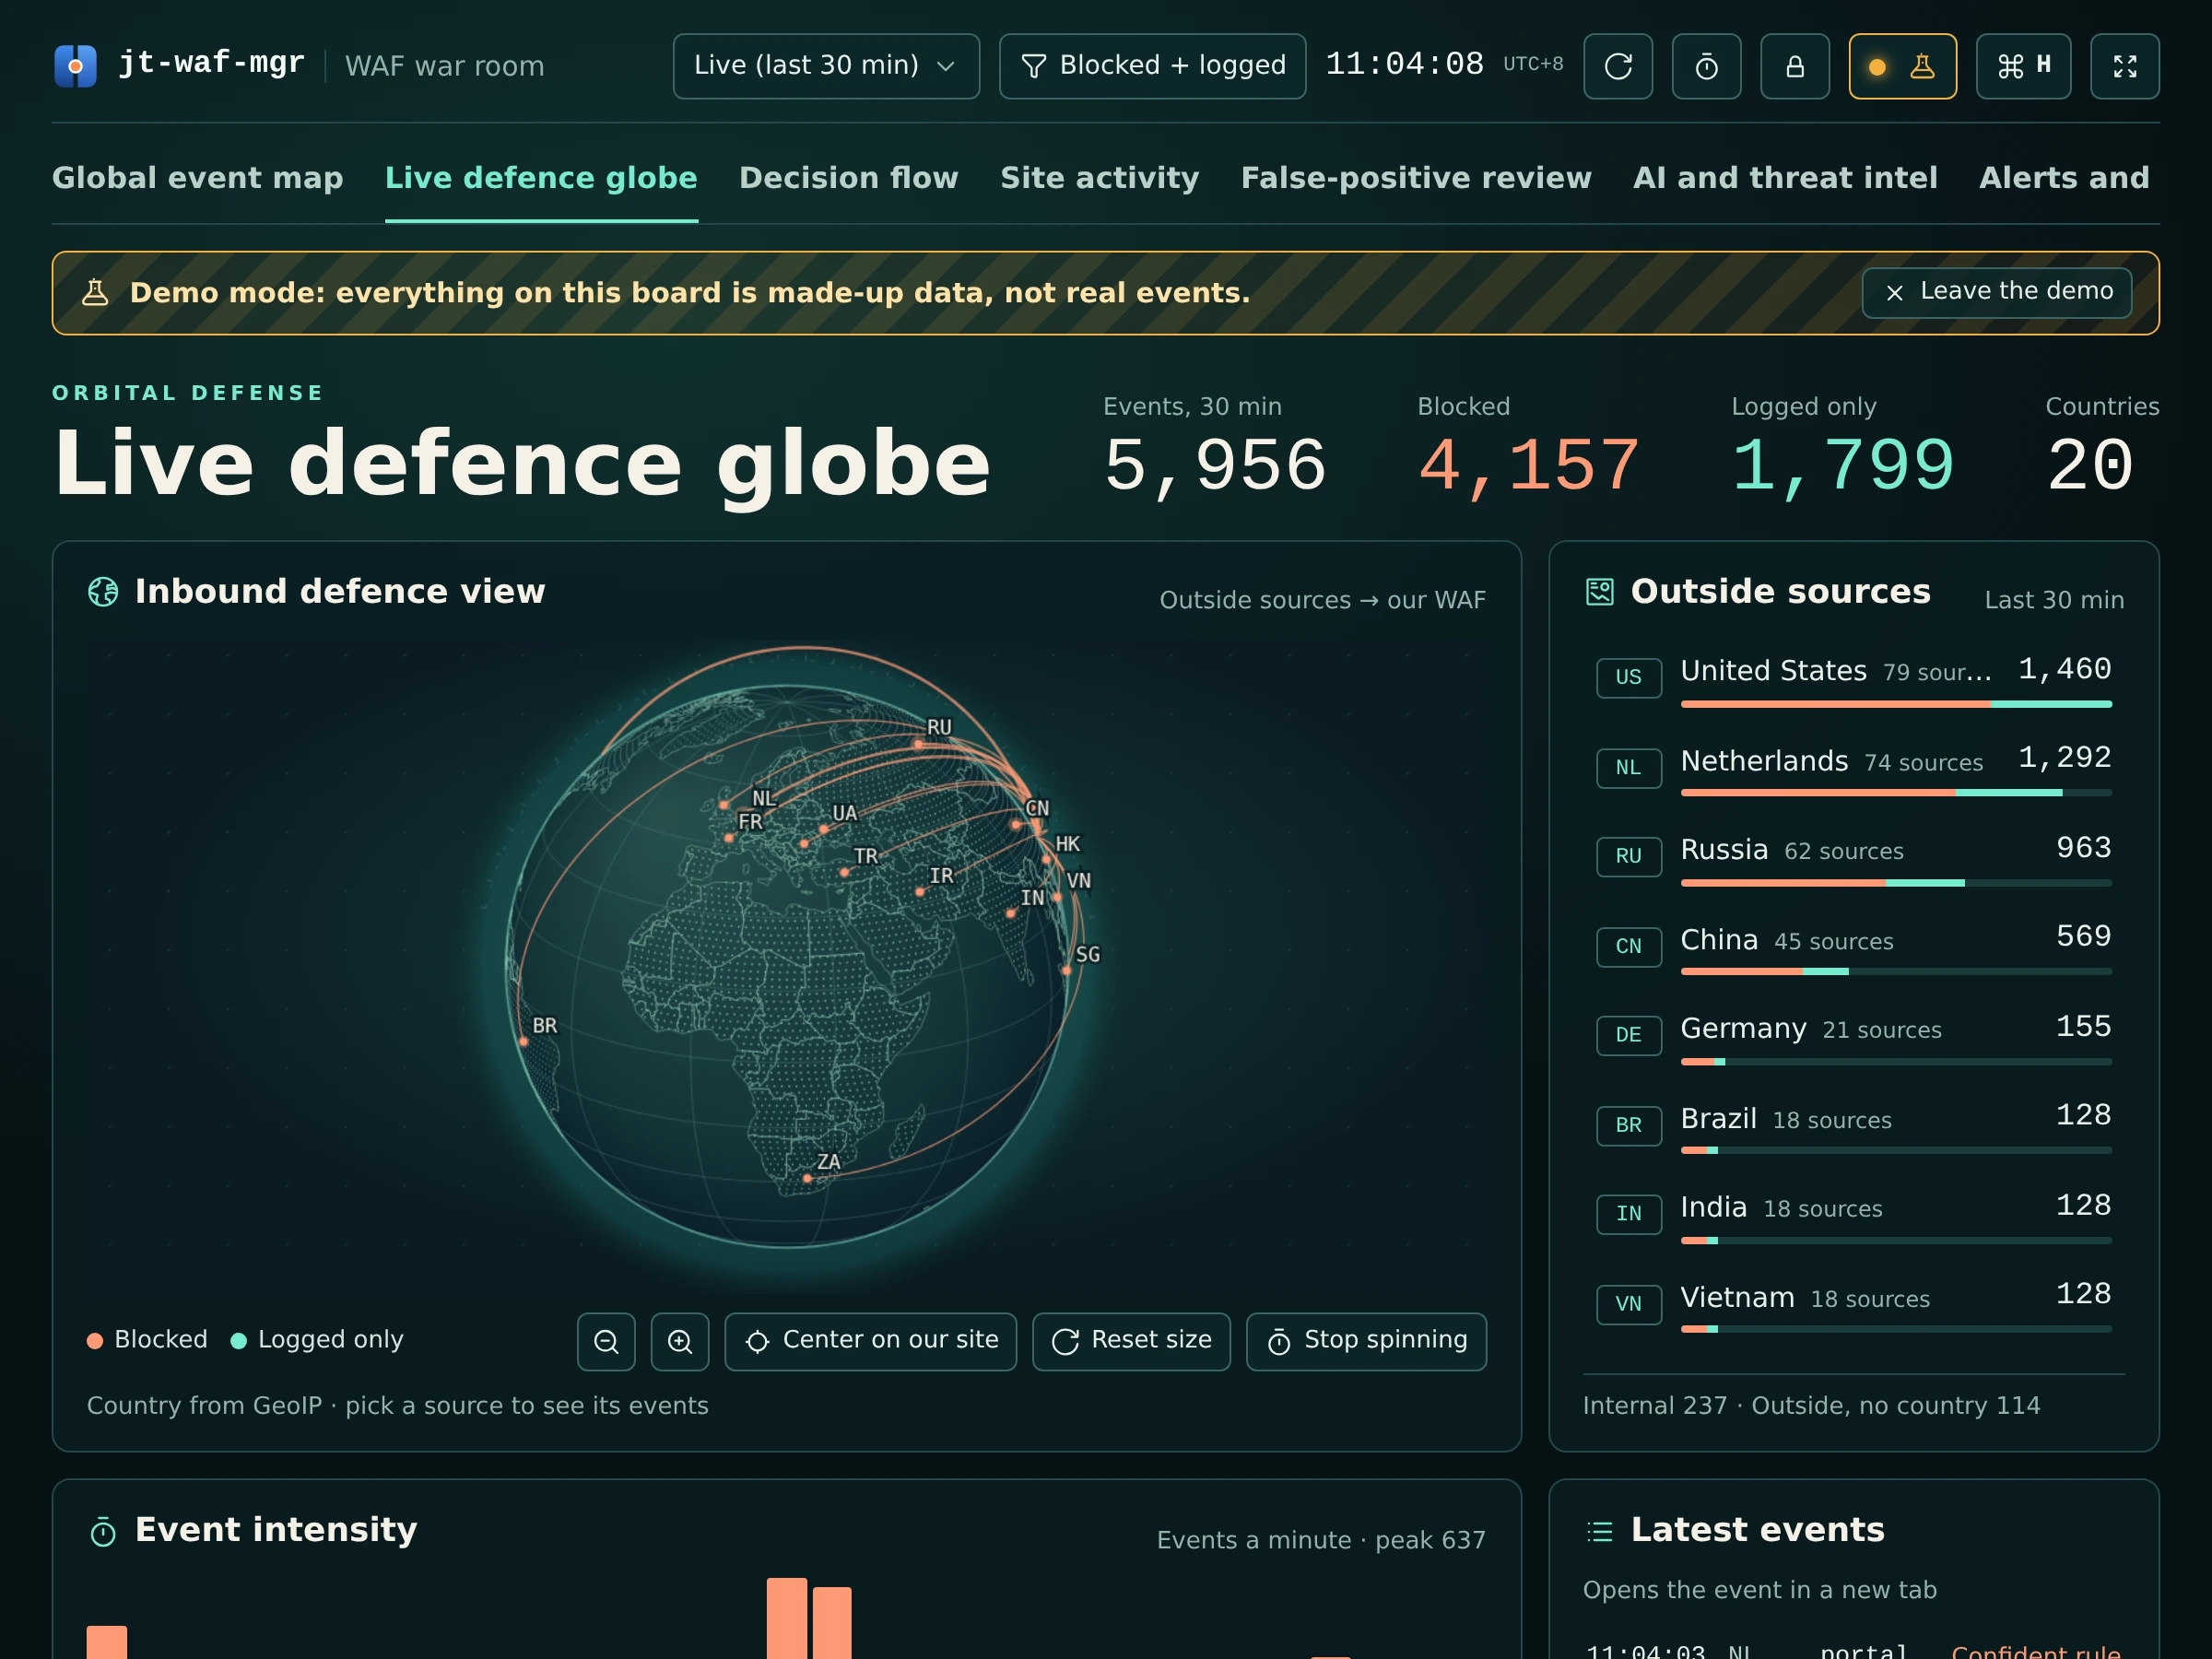 jt-waf-mgr
WAF war room
Live (last 30 min)
Blocked + logged
11:04:08 UTC+8
⌘ H
Global event map
Live defence globe
Decision flow
Site activity
False-positive review
AI and threat intel
Alerts and
Demo mode: everything on this board is made-up data, not real events.
Leave the demo
ORBITAL DEFENSE
Live defence globe
Events, 30 min
5,956
Blocked
4,157
Logged only
1,799
Countries
20
Inbound defence view
Outside sources → our WAF
RU
NL
FR
UA
CN
HK
TR
IR
VN
IN
SG
BR
ZA
Blocked
Logged only
Center on our site
Reset size
Stop spinning
Country from GeoIP · pick a source to see its events
Outside sources
Last 30 min
US United States 79 sour… 1,460
NL Netherlands 74 sources 1,292
RU Russia 62 sources 963
CN China 45 sources 569
DE Germany 21 sources 155
BR Brazil 18 sources 128
IN India 18 sources 128
VN Vietnam 18 sources 128
Internal 237 · Outside, no country 114
Event intensity
Events a minute · peak 637
Latest events
Opens the event in a new tab
11:04:03 NL portal Confident rule